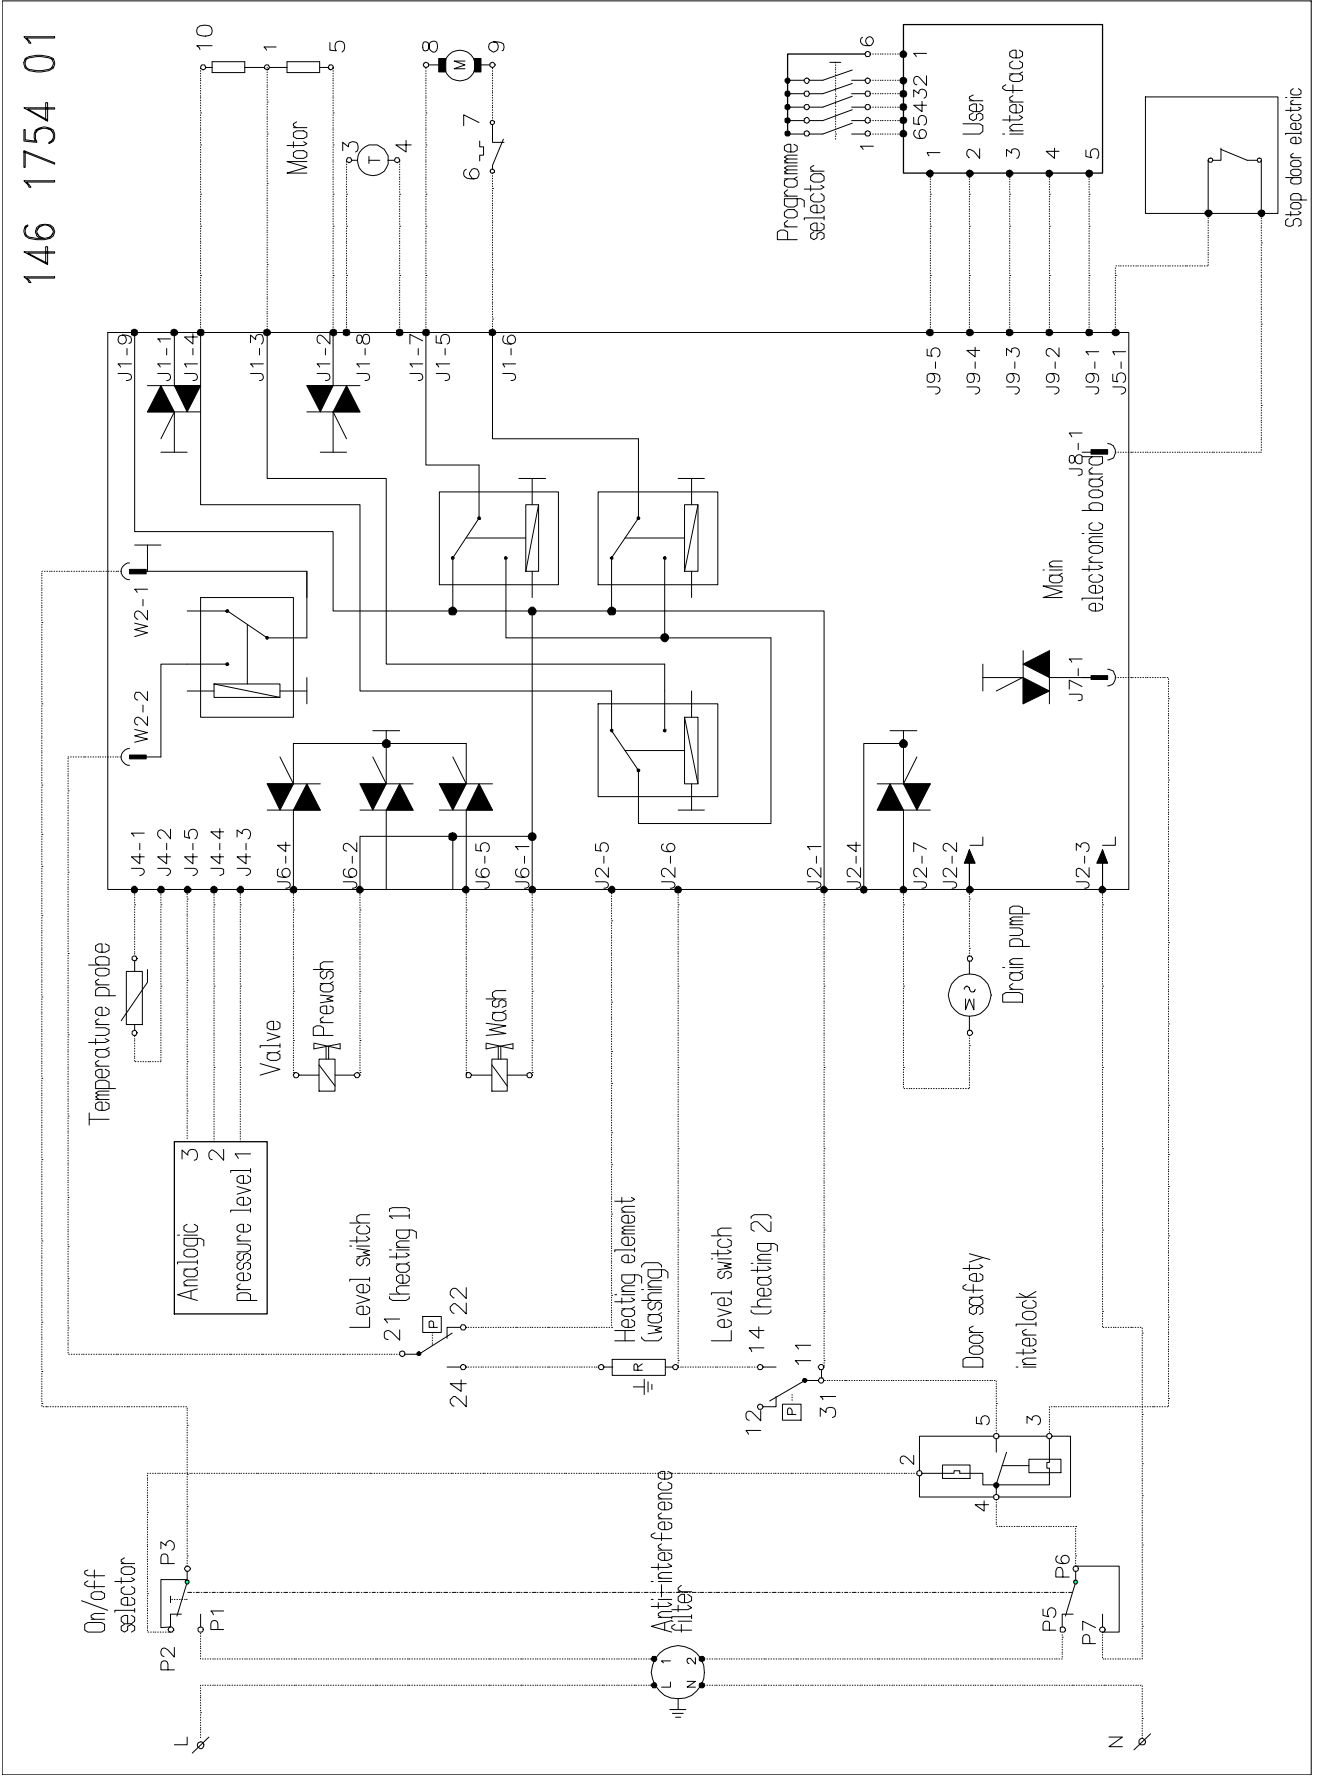 146 1754 01
10
1
5
Motor
3
T
4
8
M
9
7
6
Programme
selector
6
1
1
65432
User
interface
1
2
3
4
5
Stop door electric
J1-9
J1-1
J1-4
J1-3
J1-2
J1-8
J1-7
J1-5
J1-6
J9-5
J9-4
J9-3
J9-2
J9-1
J5-1
J8-1
Main
electronic board
J7-1
W2-1
W2-2
J4-1
J4-2
J4-5
J4-4
J4-3
J6-4
J6-2
J6-5
J6-1
J2-5
J2-6
J2-1
J2-4
J2-7
J2-2
L
J2-3
L
Temperature probe
Valve
Prewash
Wash
Drain pump
M
~
Analogic
pressure level
3
2
1
Level switch
(heating 1)
21
P
22
24
Heating element
(washing)
R
Level switch
(heating 2)
14
11
12
P
31
Door safety
interlock
2
5
3
4
On/off
selector
P3
P2
P1
Anti-interference
filter
L 1
N 2
P6
P5
P7
L
N